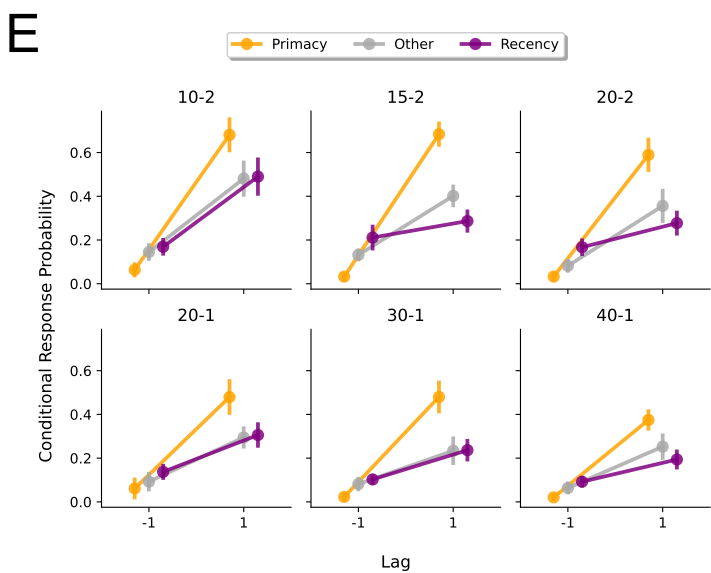 E
Primacy Other Recency
10-2 15-2 20-2
0.6
0.4
0.2
0.0
20-1 30-1 40-1
0.6
0.4
0.2
0.0
-1 1 -1 1 -1 1
Conditional Response Probability
Lag